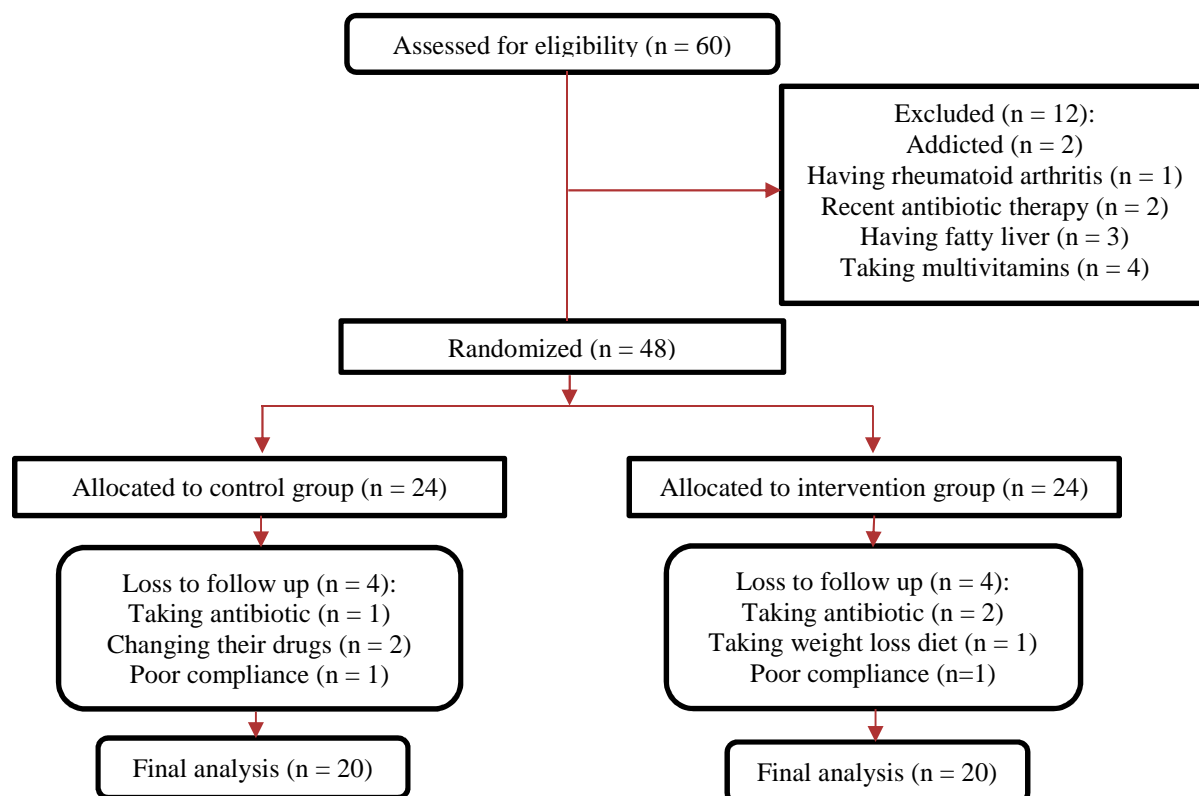 Assessed for eligibility (n = 60)
Excluded (n = 12):
Addicted (n = 2)
Having rheumatoid arthritis (n = 1)
Recent antibiotic therapy (n = 2)
Having fatty liver (n = 3)
Taking multivitamins (n = 4)
Randomized (n = 48)
Allocated to control group (n = 24)
Allocated to intervention group (n = 24)
Loss to follow up (n = 4):
Taking antibiotic (n = 1)
Changing their drugs (n = 2)
Poor compliance (n = 1)
Loss to follow up (n = 4):
Taking antibiotic (n = 2)
Taking weight loss diet (n = 1)
Poor compliance (n=1)
Final analysis (n = 20)
Final analysis (n = 20)